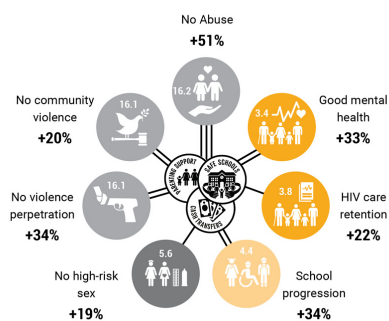 No Abuse
+51%
16.2
No community
violence
+20%
16.1
Good mental
health
+33%
3.4
No violence
perpetration
+34%
16.1
PARENTING SUPPORT
SAFE SCHOOLS
CASH TRANSFERS
HIV care
retention
+22%
3.8
No high-risk
sex
+19%
5.6
School
progression
+34%
4.4